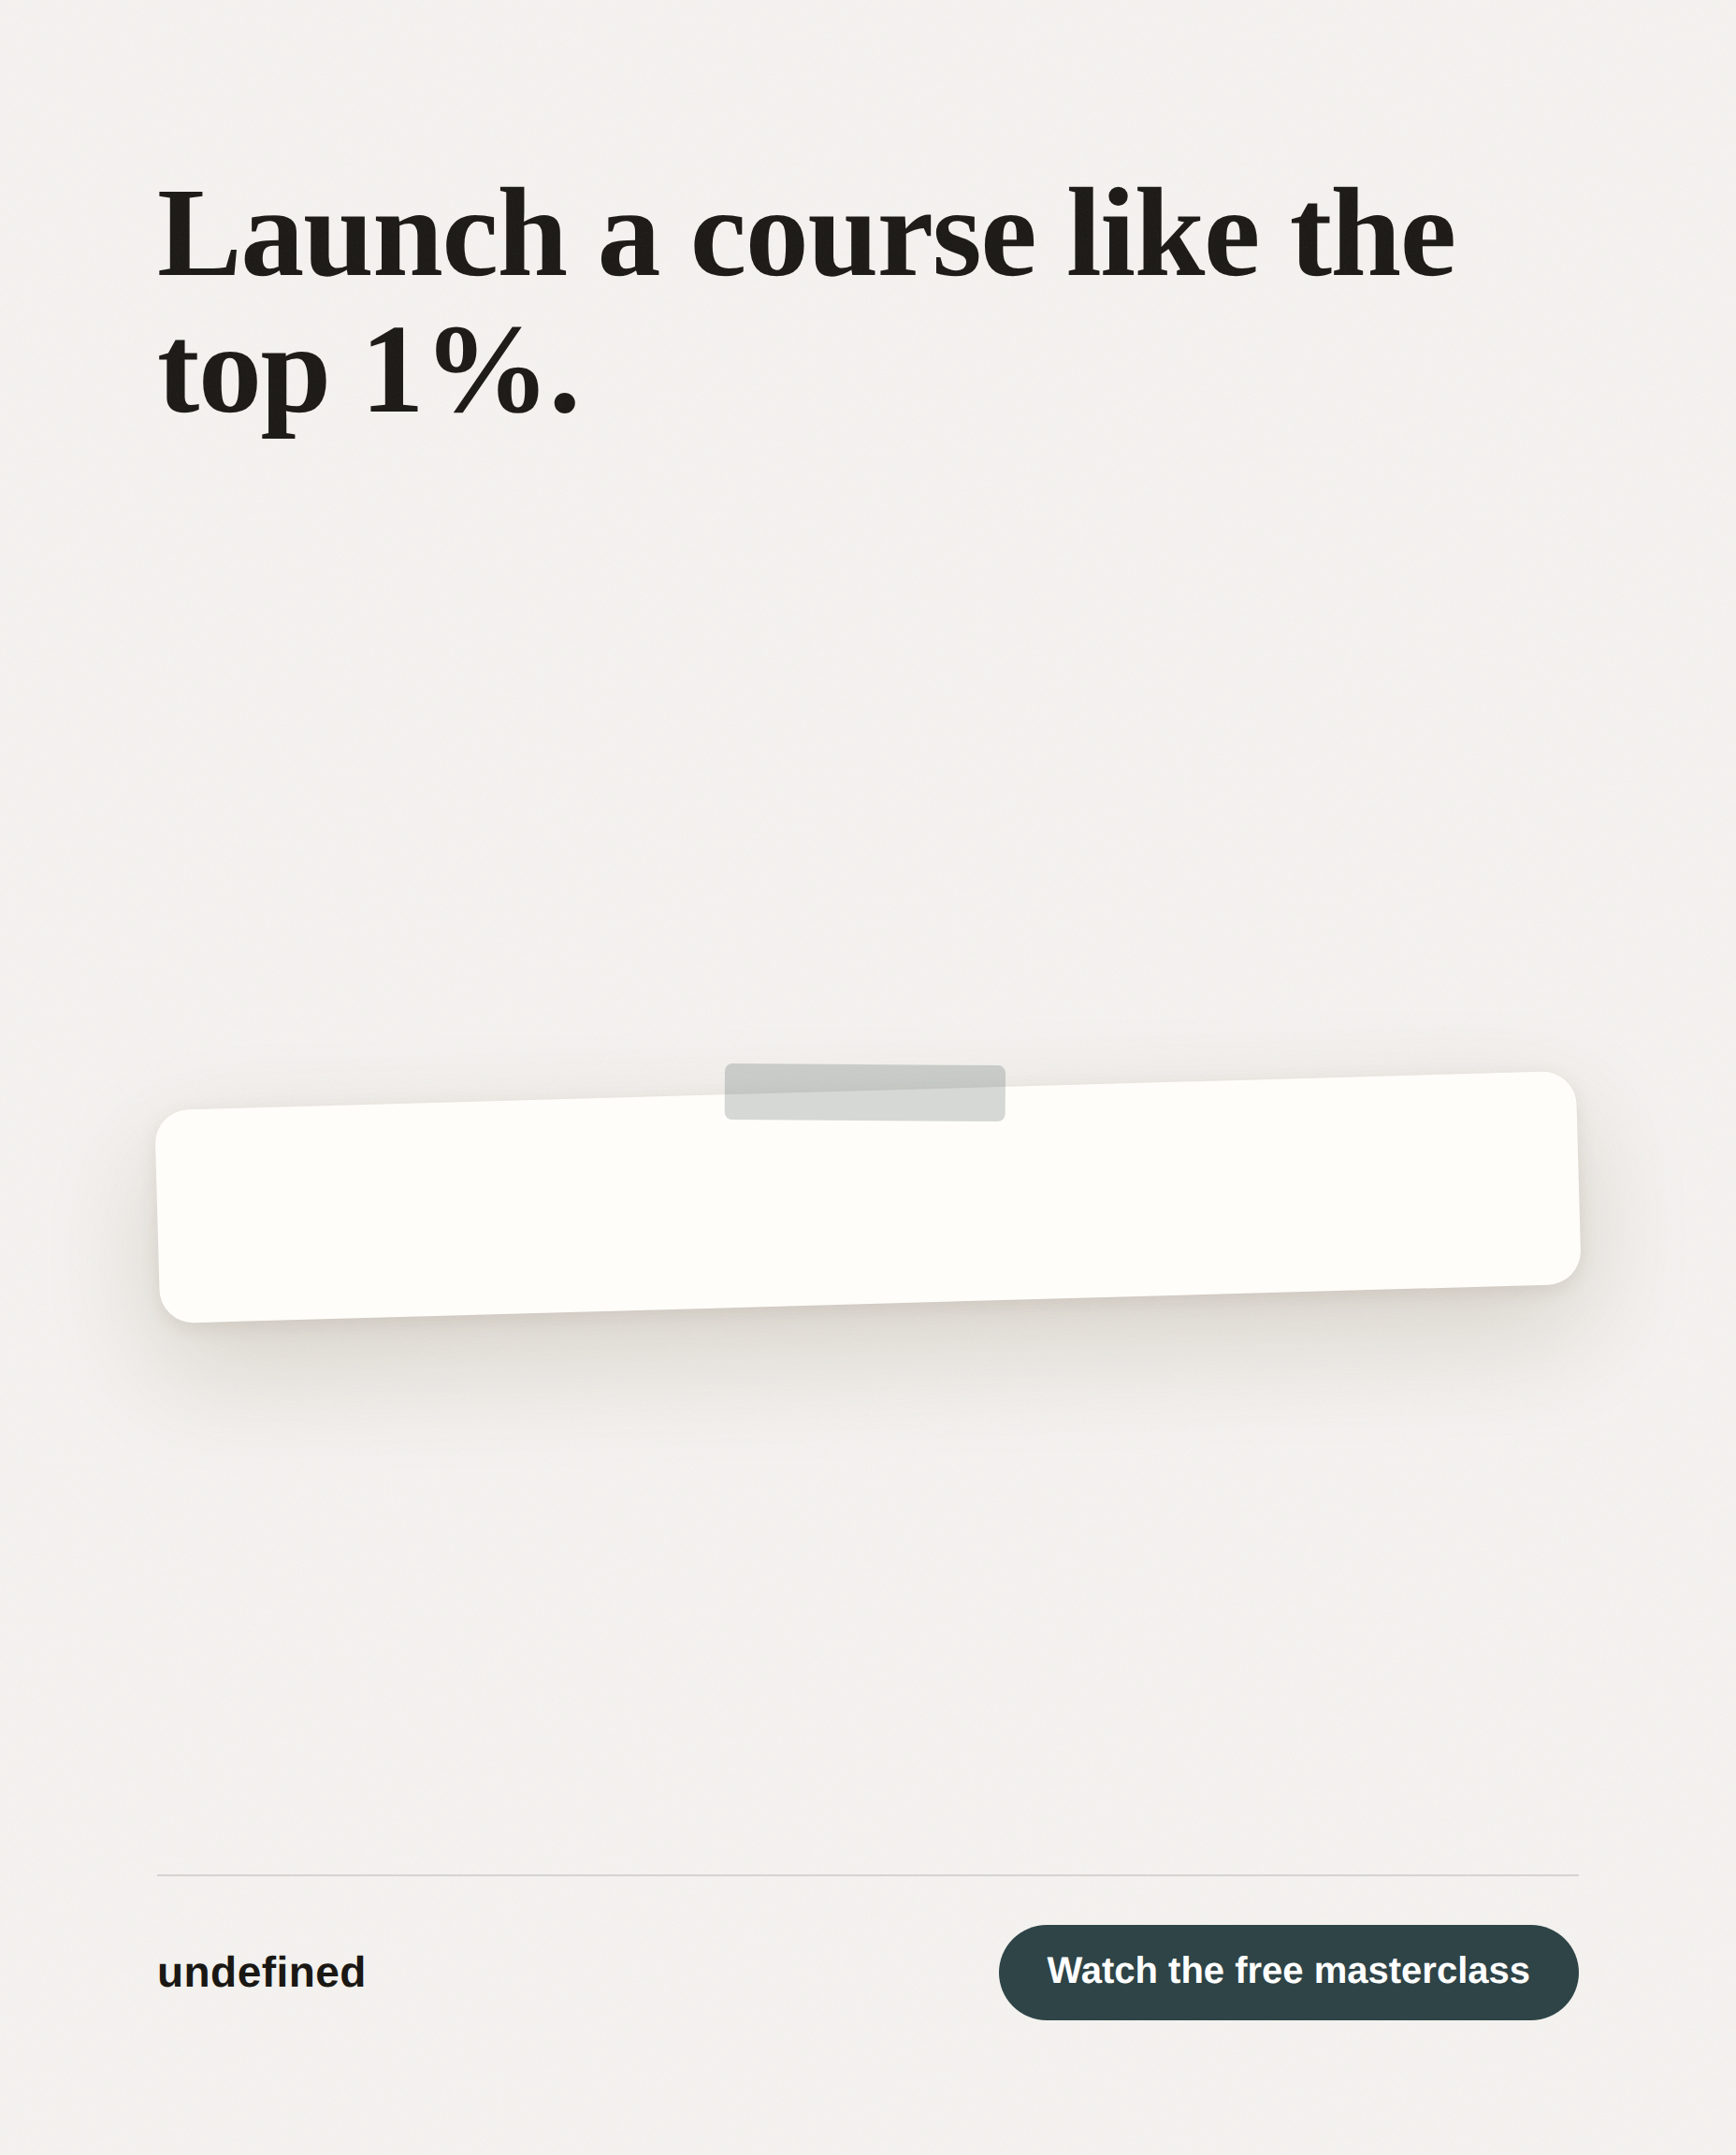 Launch a course like the
top 1%.
undefined
Watch the free masterclass